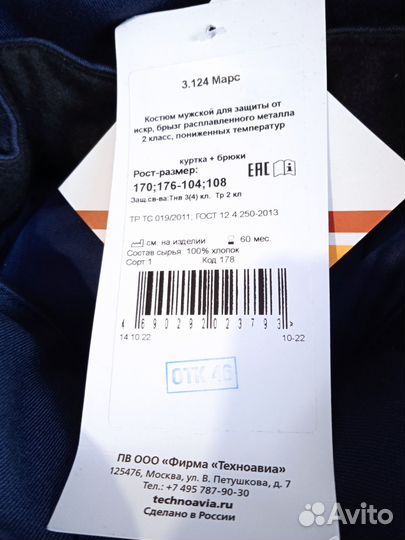 3.124 Марс
Костюм мужской для защиты от
искр, брызг расплавленного металла
2 класс, пониженных температур
куртка + брюки
Рост-размер:
EAC
170;176-104;108
Защ.св-ва:Тнв 3(4) кл. Тр 2 кл
ТР ТС 019/2011; ГОСТ 12.4.250-2013
см. на изделии
60 мес.
Состав сырья: 100% хлопок
Сорт 1 Код 178
4 690292 023793 >
14.10.22 10-22
ОТК 46
ПВ ООО «Фирма «Техноавиа»
125476, Москва, ул. В. Петушкова, д. 7
Тел.: +7 495 787-90-30
technoavia.ru
Сделано в России
Avito